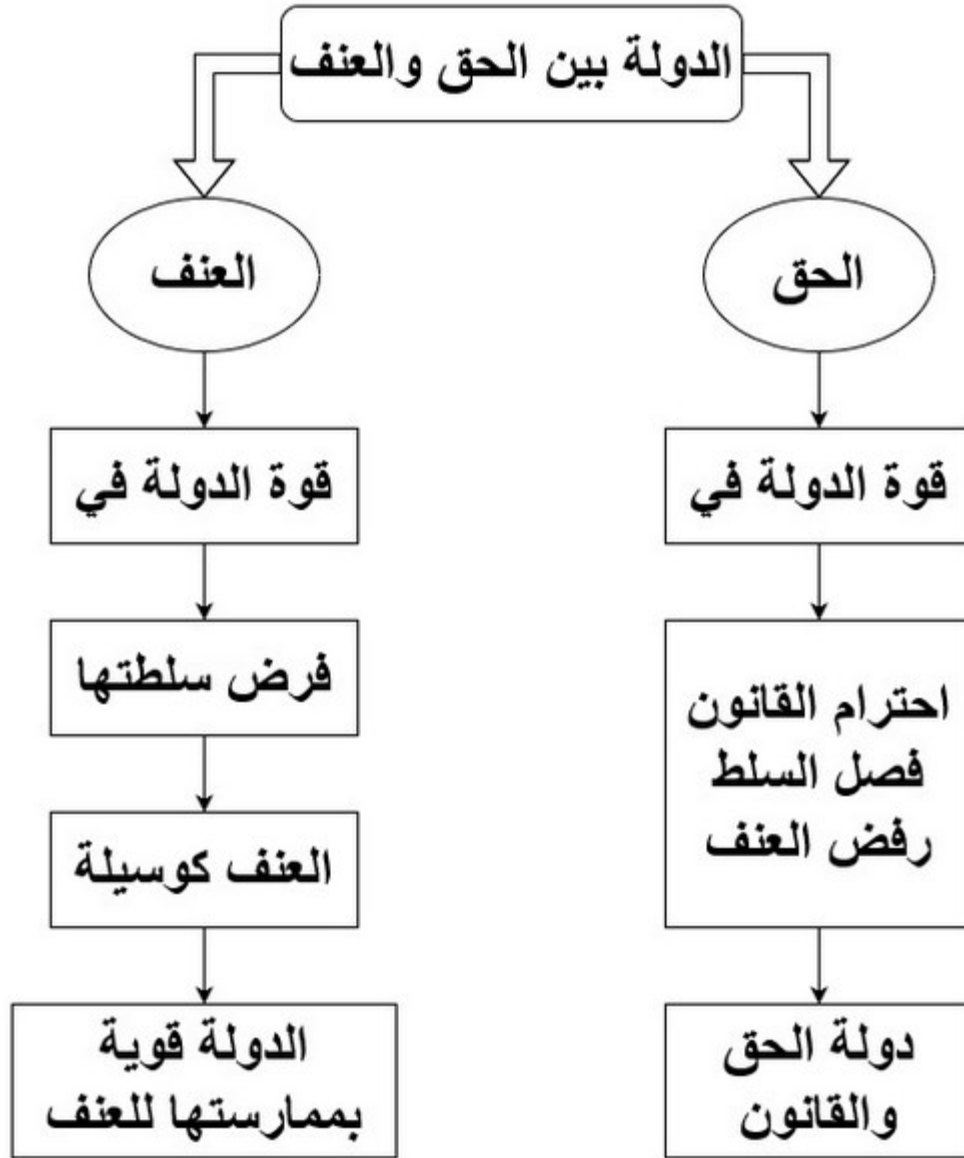 الدولة بين الحق والعنف
الحق
قوة الدولة في
احترام القانون
فصل السلط
رفض العنف
دولة الحق
والقانون
العنف
قوة الدولة في
فرض سلطتها
العنف كوسيلة
الدولة قوية
بممارستها للعنف